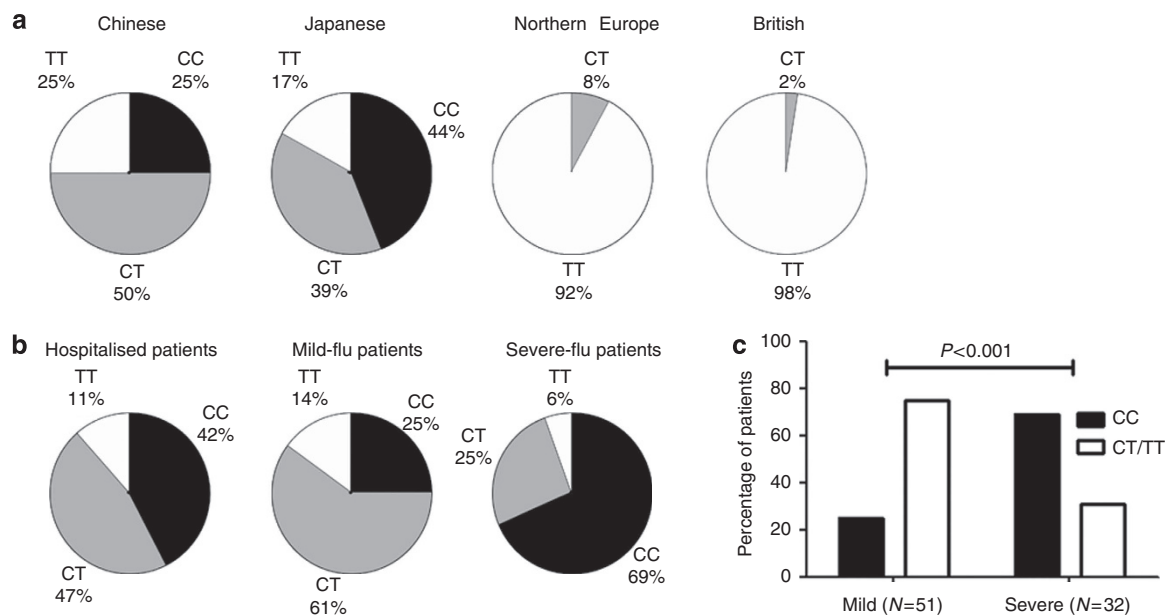 a
Chinese
TT
25%
CC
25%
CT
50%
Japanese
TT
17%
CC
44%
CT
39%
Northern Europe
CT
8%
TT
92%
British
CT
2%
TT
98%
b
Hospitalised patients
TT
11%
CC
42%
CT
47%
Mild-flu patients
TT
14%
CC
25%
CT
61%
Severe-flu patients
TT
6%
CT
25%
CC
69%
c
Percentage of patients
100
80
60
40
20
0
P<0.001
CC
CT/TT
Mild (N=51)
Severe (N=32)